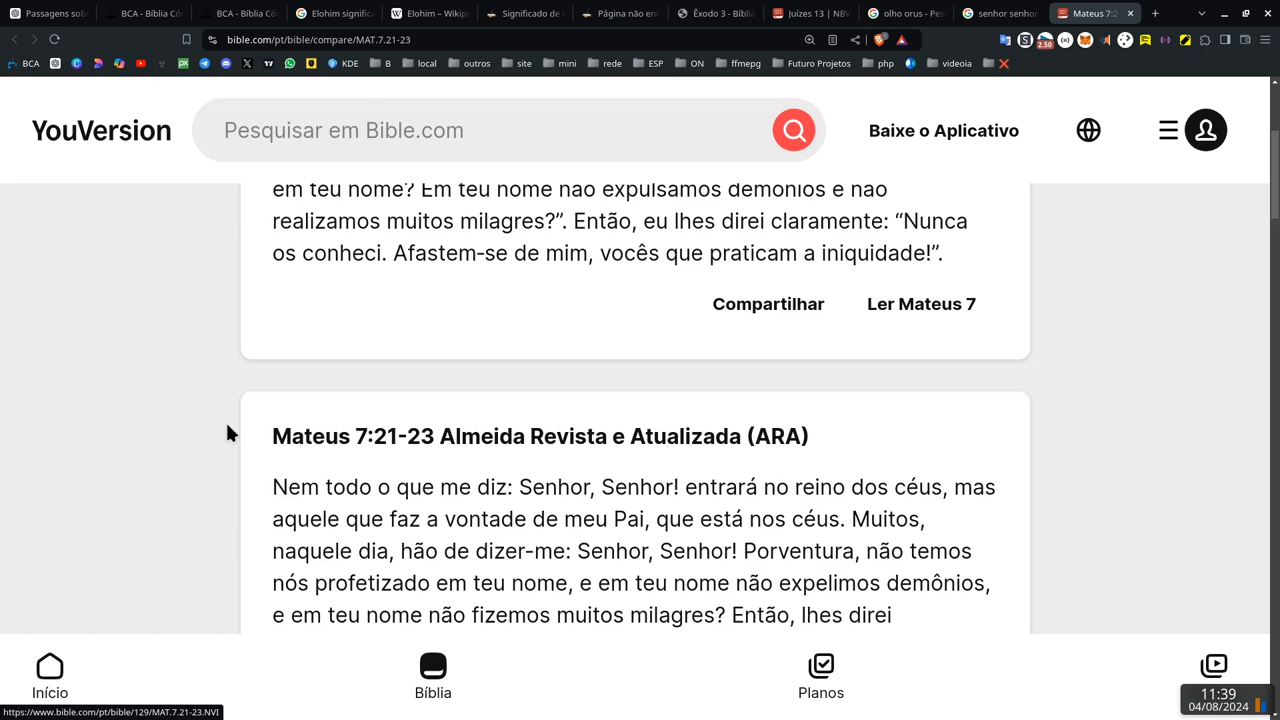 Passagens sob
BCA - Bíblia Có
BCA - Bíblia Cór
Elohim signific
Elohim – Wikip
Significado de
Página não en
Êxodo 3 - Bíblia
Juízes 13 | NBV
olho orus - Pes
senhor senhor
Mateus 7:2
bible.com/pt/bible/compare/MAT.7.21-23
2.50
BCA
KDE
B
local
outros
site
mini
rede
ESP
ON
ffmepg
Futuro Projetos
php
videoia
YouVersion
Pesquisar em Bible.com
Baixe o Aplicativo
em teu nome? Em teu nome não expulsamos demônios e não
realizamos muitos milagres?”. Então, eu lhes direi claramente: “Nunca
os conheci. Afastem-se de mim, vocês que praticam a iniquidade!”.
Compartilhar
Ler Mateus 7
Mateus 7:21-23 Almeida Revista e Atualizada (ARA)
Nem todo o que me diz: Senhor, Senhor! entrará no reino dos céus, mas
aquele que faz a vontade de meu Pai, que está nos céus. Muitos,
naquele dia, hão de dizer-me: Senhor, Senhor! Porventura, não temos
nós profetizado em teu nome, e em teu nome não expelimos demônios,
e em teu nome não fizemos muitos milagres? Então, lhes direi
Início
Bíblia
Planos
https://www.bible.com/pt/bible/129/MAT.7.21-23.NVI
11:39
04/08/2024